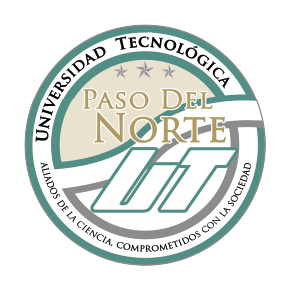 UNIVERSIDAD TECNOLÓGICA
PASO DEL
NORTE
UT
ALIADOS DE LA CIENCIA, COMPROMETIDOS CON LA SOCIEDAD